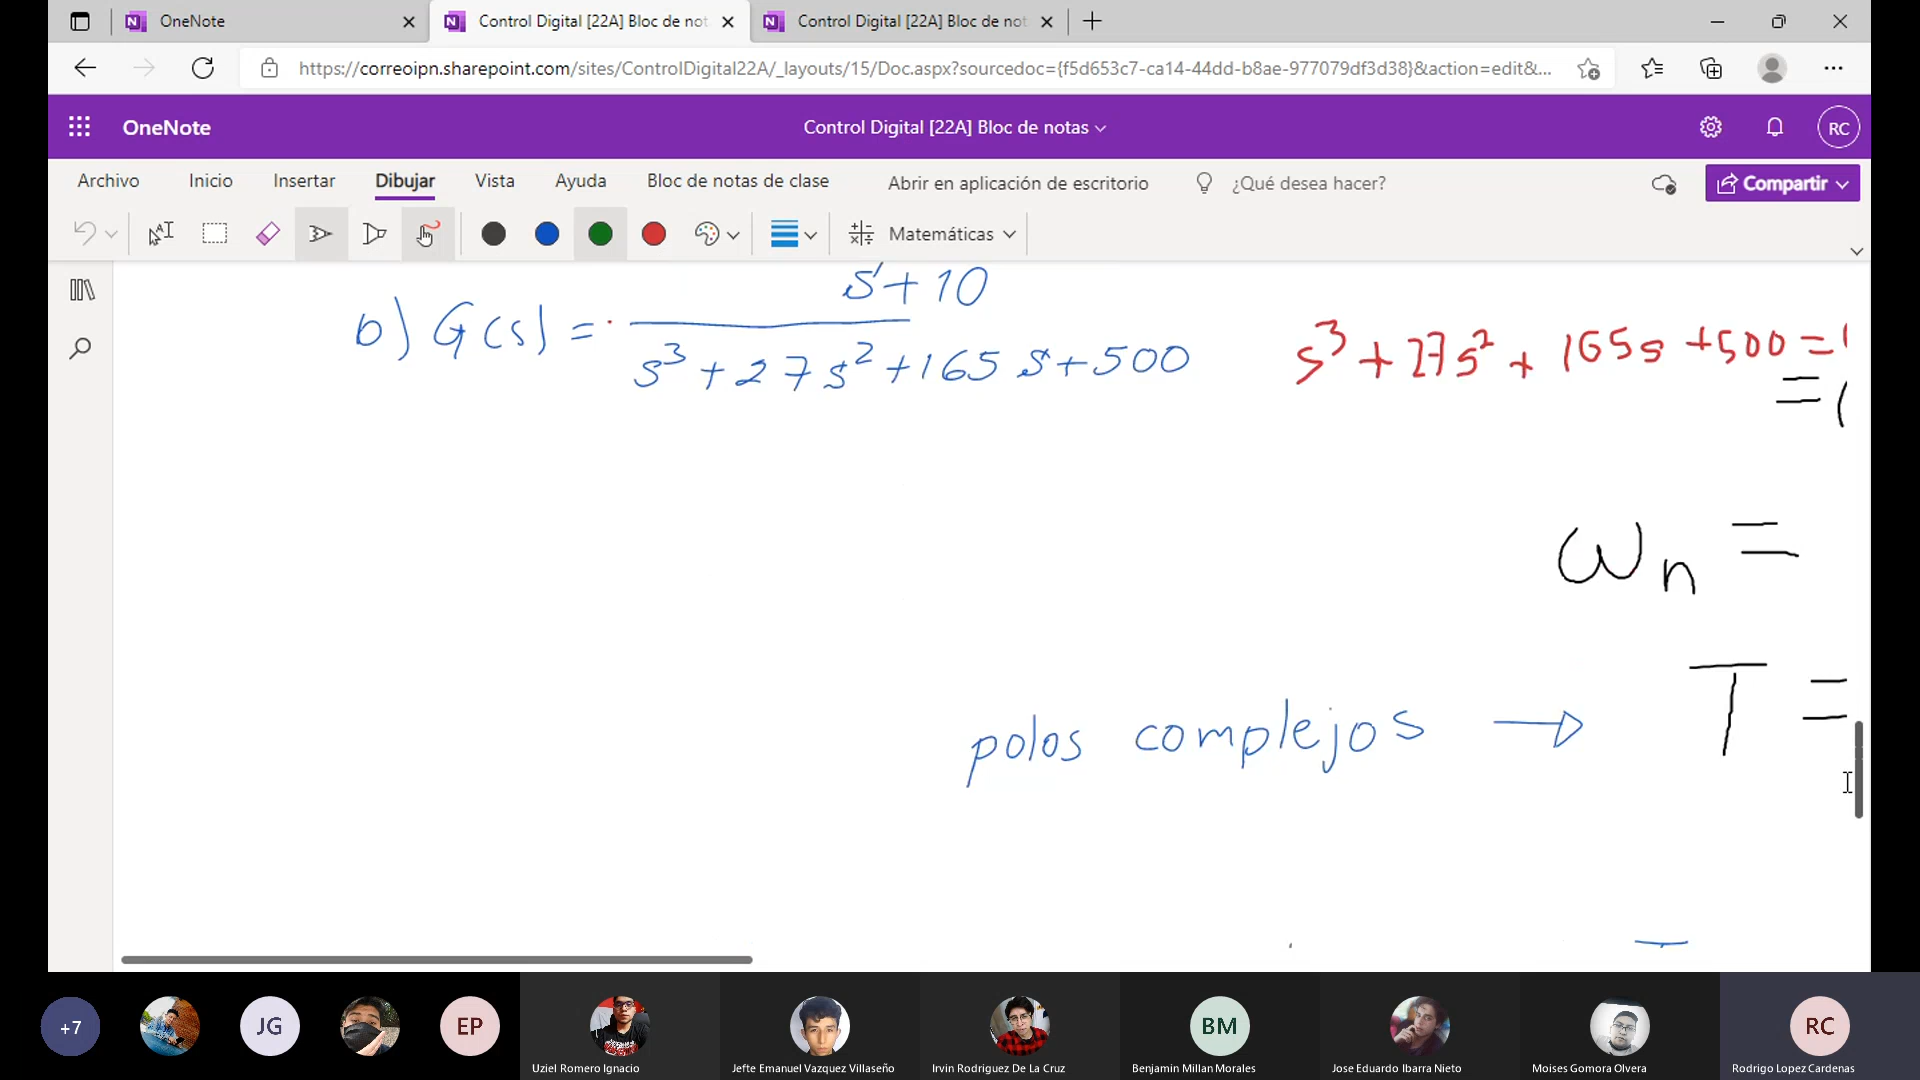 OneNote
Control Digital [22A] Bloc de not
Control Digital [22A] Bloc de not
https://correoipn.sharepoint.com/sites/ControlDigital22A/_layouts/15/Doc.aspx?sourcedoc={f5d653c7-ca14-44dd-b8ae-977079df3d38}&action=edit&...
OneNote
Control Digital [22A] Bloc de notas
RC
Archivo
Inicio
Insertar
Dibujar
Vista
Ayuda
Bloc de notas de clase
Abrir en aplicación de escritorio
¿Qué desea hacer?
Compartir
Matemáticas
s+10
b) G(s) =
s³+27s²+165s+500
s³+27s²+165s+500=
=(
ωn =
T =
polos complejos →
+7
JG
EP
BM
RC
Uziel Romero Ignacio
Jefte Emanuel Vazquez Villaseño
Irvin Rodriguez De La Cruz
Benjamin Millan Morales
Jose Eduardo Ibarra Nieto
Moises Gomora Olvera
Rodrigo Lopez Cardenas